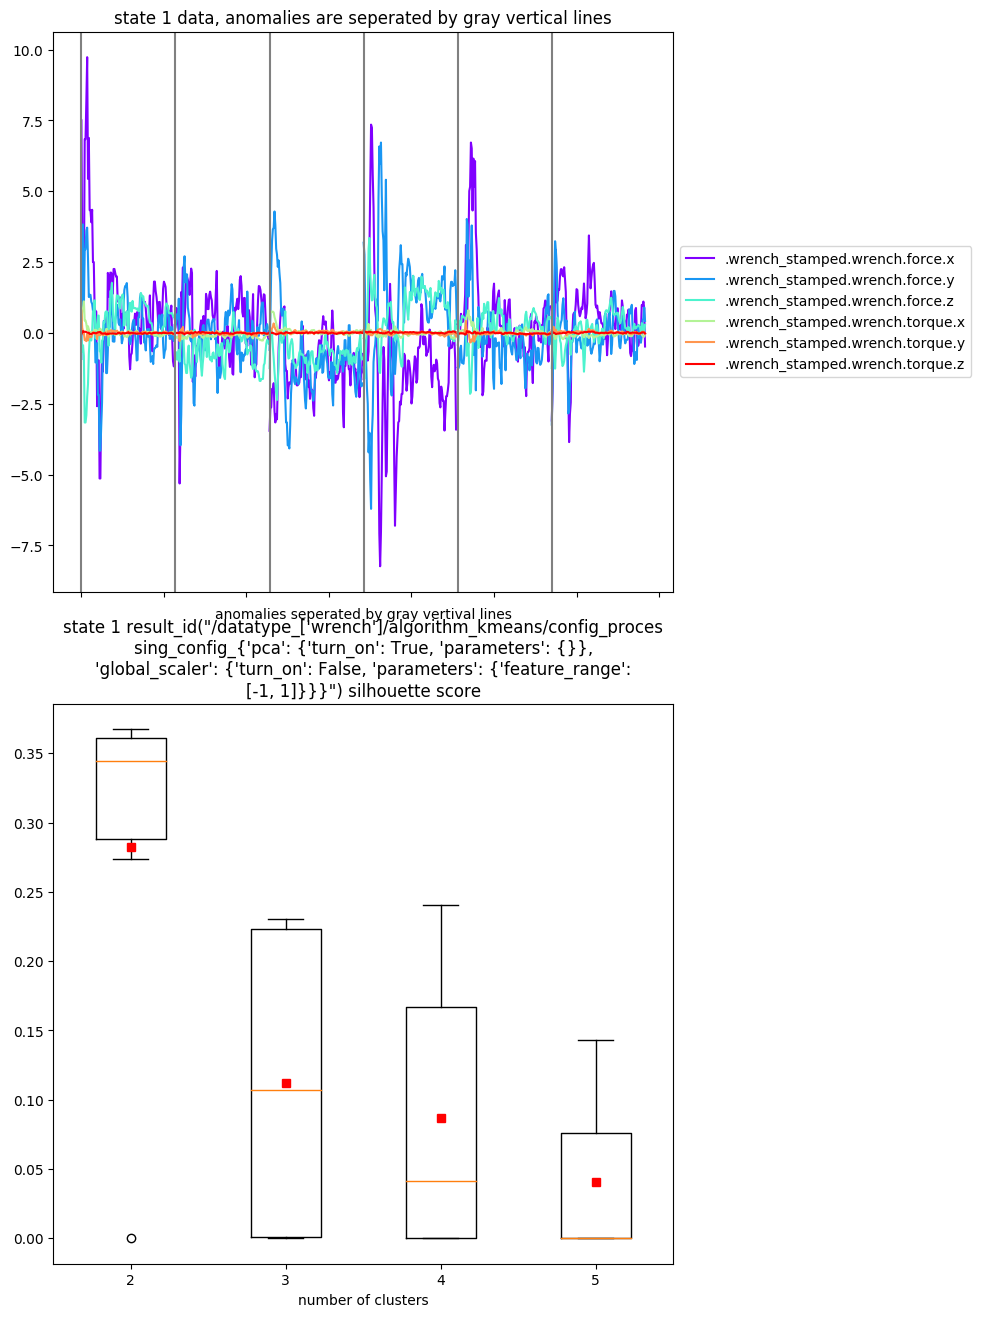 state 1 data, anomalies are seperated by gray vertical lines
10.0
7.5
5.0
2.5
0.0
−2.5
−5.0
−7.5
.wrench_stamped.wrench.force.x
.wrench_stamped.wrench.force.y
.wrench_stamped.wrench.force.z
.wrench_stamped.wrench.torque.x
.wrench_stamped.wrench.torque.y
.wrench_stamped.wrench.torque.z
anomalies seperated by gray vertival lines
state 1 result_id("/datatype_['wrench']/algorithm_kmeans/config_proces
sing_config_{'pca': {'turn_on': True, 'parameters': {}},
'global_scaler': {'turn_on': False, 'parameters': {'feature_range':
[-1, 1]}}}") silhouette score
0.35
0.30
0.25
0.20
0.15
0.10
0.05
0.00
2 3 4 5
number of clusters